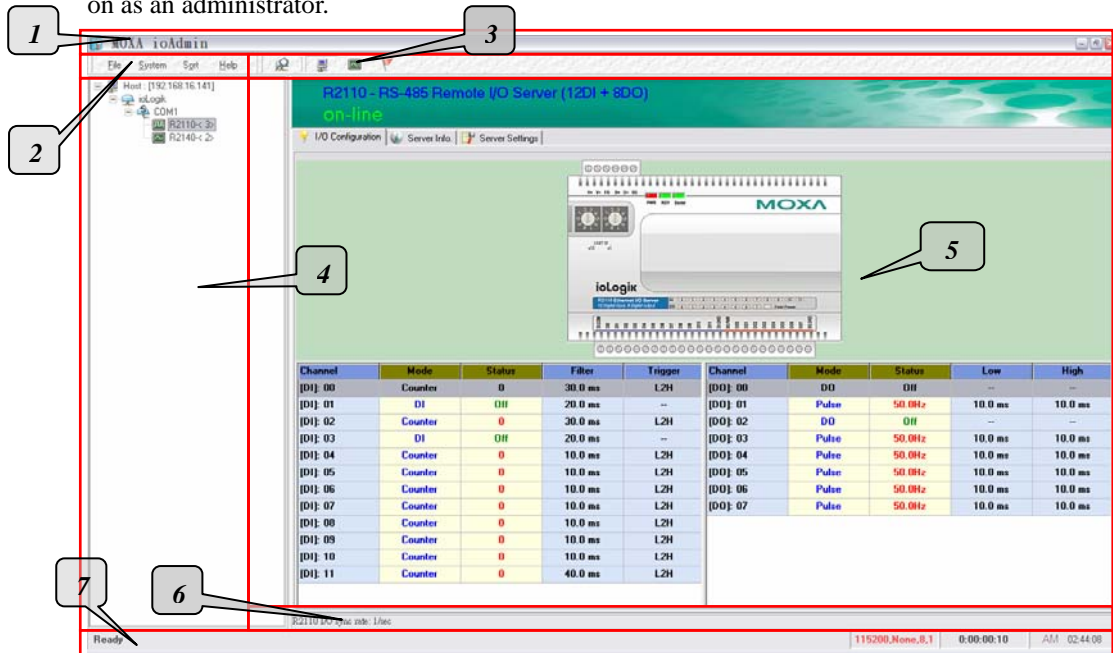 on as an administrator.
1
3
MOXA ioAdmin
File System Sort Help
2
Host : [192.168.16.141]
ioLogik
COM1
R2110-< 3>
R2140-< 2>
R2110 - RS-485 Remote I/O Server (12DI + 8DO)
on-line
I/O Configuration Server Info. Server Settings
MOXA
ioLogik
4
5
Channel Mode Status Filter Trigger Channel Mode Status Low High
[DI]: 00 Counter 0 30.0 ms L2H [DO]: 00 DO Off -- --
[DI]: 01 DI Off 20.0 ms -- [DO]: 01 Pulse 50.0Hz 10.0 ms 10.0 ms
[DI]: 02 Counter 0 30.0 ms L2H [DO]: 02 DO Off -- --
[DI]: 03 DI Off 20.0 ms -- [DO]: 03 Pulse 50.0Hz 10.0 ms 10.0 ms
[DI]: 04 Counter 0 10.0 ms L2H [DO]: 04 Pulse 50.0Hz 10.0 ms 10.0 ms
[DI]: 05 Counter 0 10.0 ms L2H [DO]: 05 Pulse 50.0Hz 10.0 ms 10.0 ms
[DI]: 06 Counter 0 10.0 ms L2H [DO]: 06 Pulse 50.0Hz 10.0 ms 10.0 ms
[DI]: 07 Counter 0 10.0 ms L2H [DO]: 07 Pulse 50.0Hz 10.0 ms 10.0 ms
[DI]: 08 Counter 0 10.0 ms L2H
[DI]: 09 Counter 0 10.0 ms L2H
[DI]: 10 Counter 0 10.0 ms L2H
[DI]: 11 Counter 0 40.0 ms L2H
7
6
R2110 DO sync rate: 1/sec
Ready 115200,None,8,1 0:00:00:10 AM 02:44:08